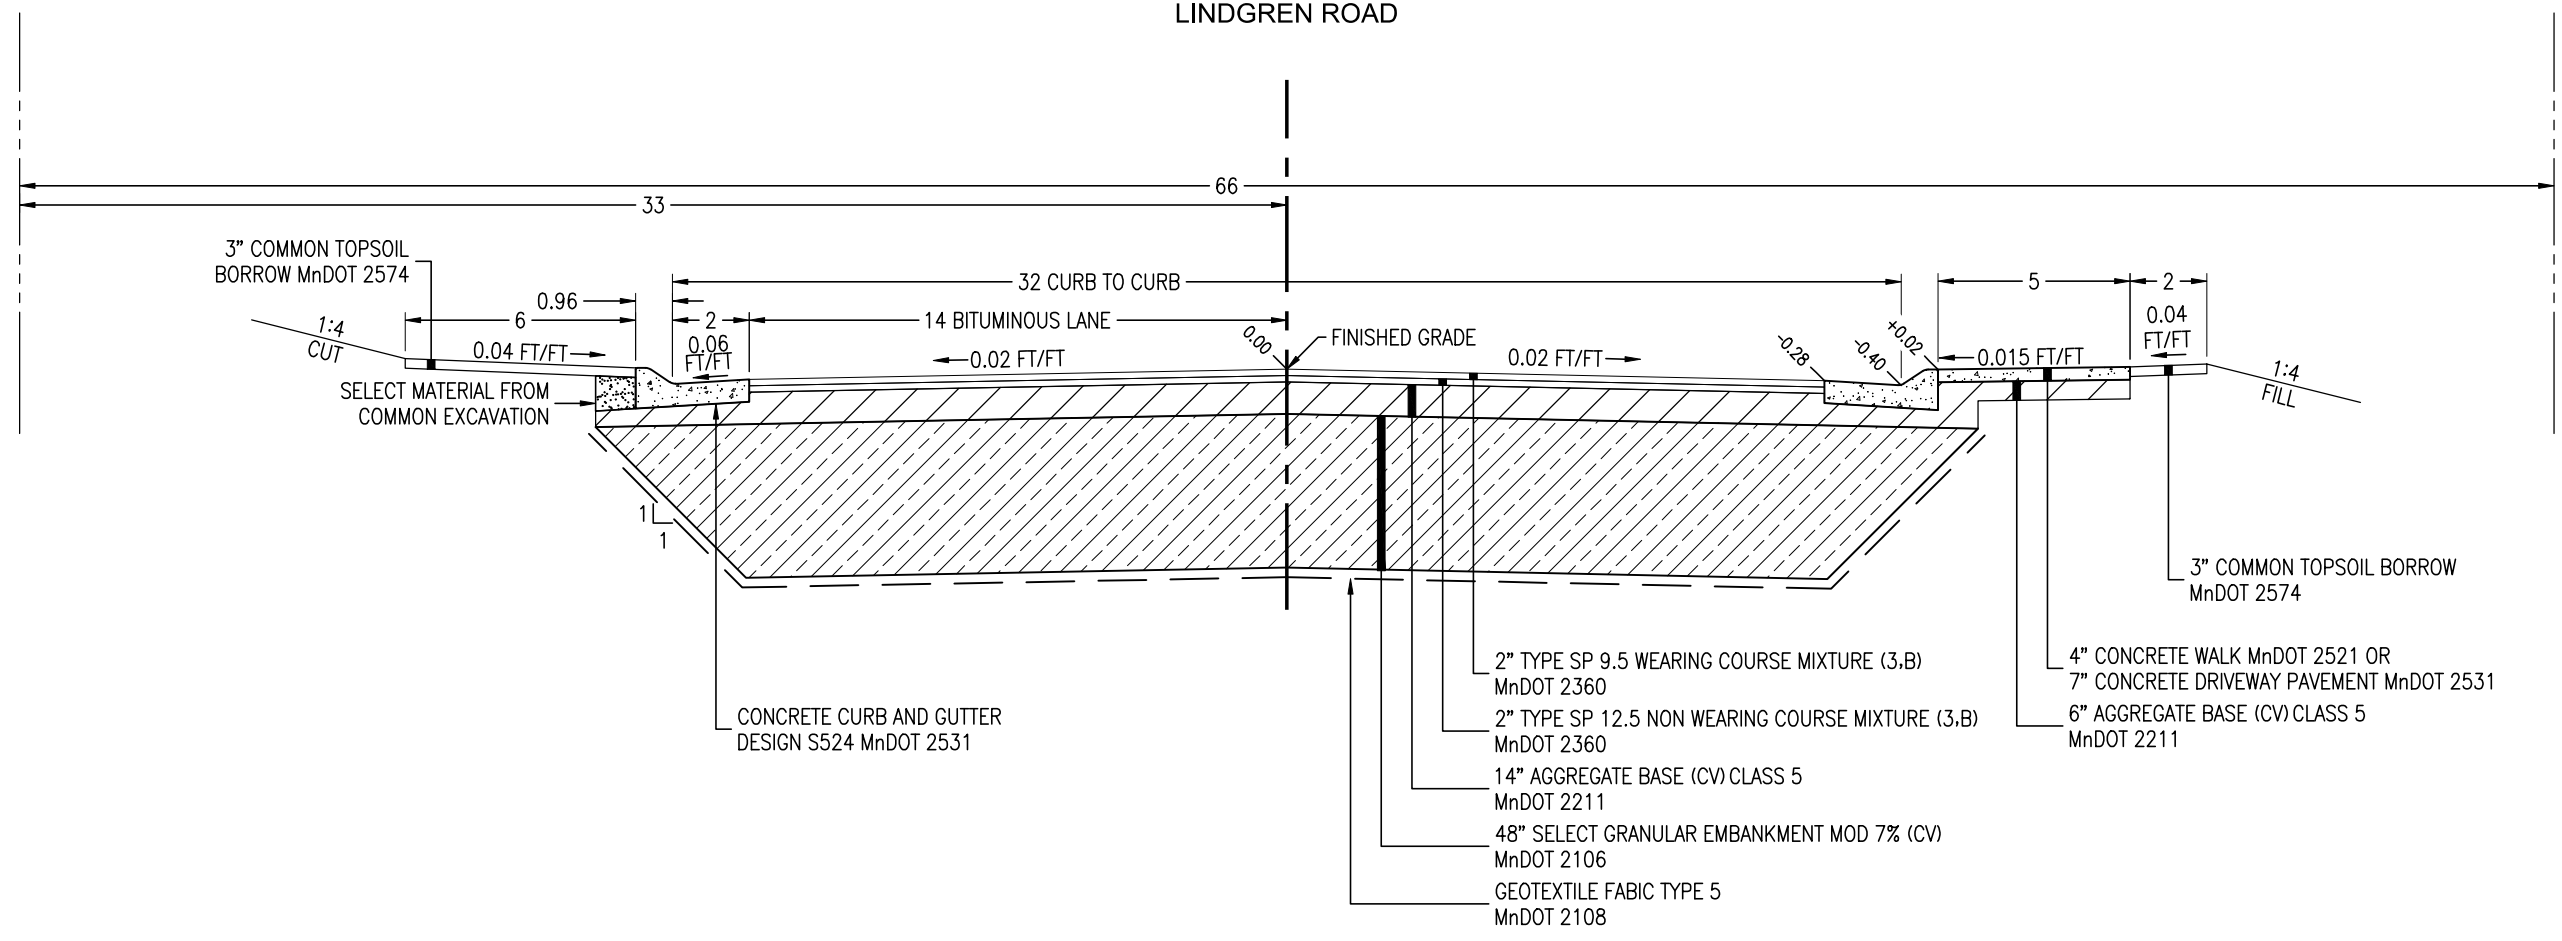 LINDGREN ROAD
66
33
3" COMMON TOPSOIL
BORROW MnDOT 2574
32 CURB TO CURB
5
2
0.96
6
2
14 BITUMINOUS LANE
0.04
FT/FT
1:4
CUT
0.04 FT/FT
0.06
FT/FT
0.02 FT/FT
0.00
FINISHED GRADE
0.02 FT/FT
-0.28
-0.40
+0.02
0.015 FT/FT
1:4
FILL
SELECT MATERIAL FROM
COMMON EXCAVATION
1
1
3" COMMON TOPSOIL BORROW
MnDOT 2574
2" TYPE SP 9.5 WEARING COURSE MIXTURE (3,B)
MnDOT 2360
4" CONCRETE WALK MnDOT 2521 OR
7" CONCRETE DRIVEWAY PAVEMENT MnDOT 2531
CONCRETE CURB AND GUTTER
DESIGN S524 MnDOT 2531
2" TYPE SP 12.5 NON WEARING COURSE MIXTURE (3,B)
MnDOT 2360
6" AGGREGATE BASE (CV) CLASS 5
MnDOT 2211
14" AGGREGATE BASE (CV) CLASS 5
MnDOT 2211
48" SELECT GRANULAR EMBANKMENT MOD 7% (CV)
MnDOT 2106
GEOTEXTILE FABIC TYPE 5
MnDOT 2108